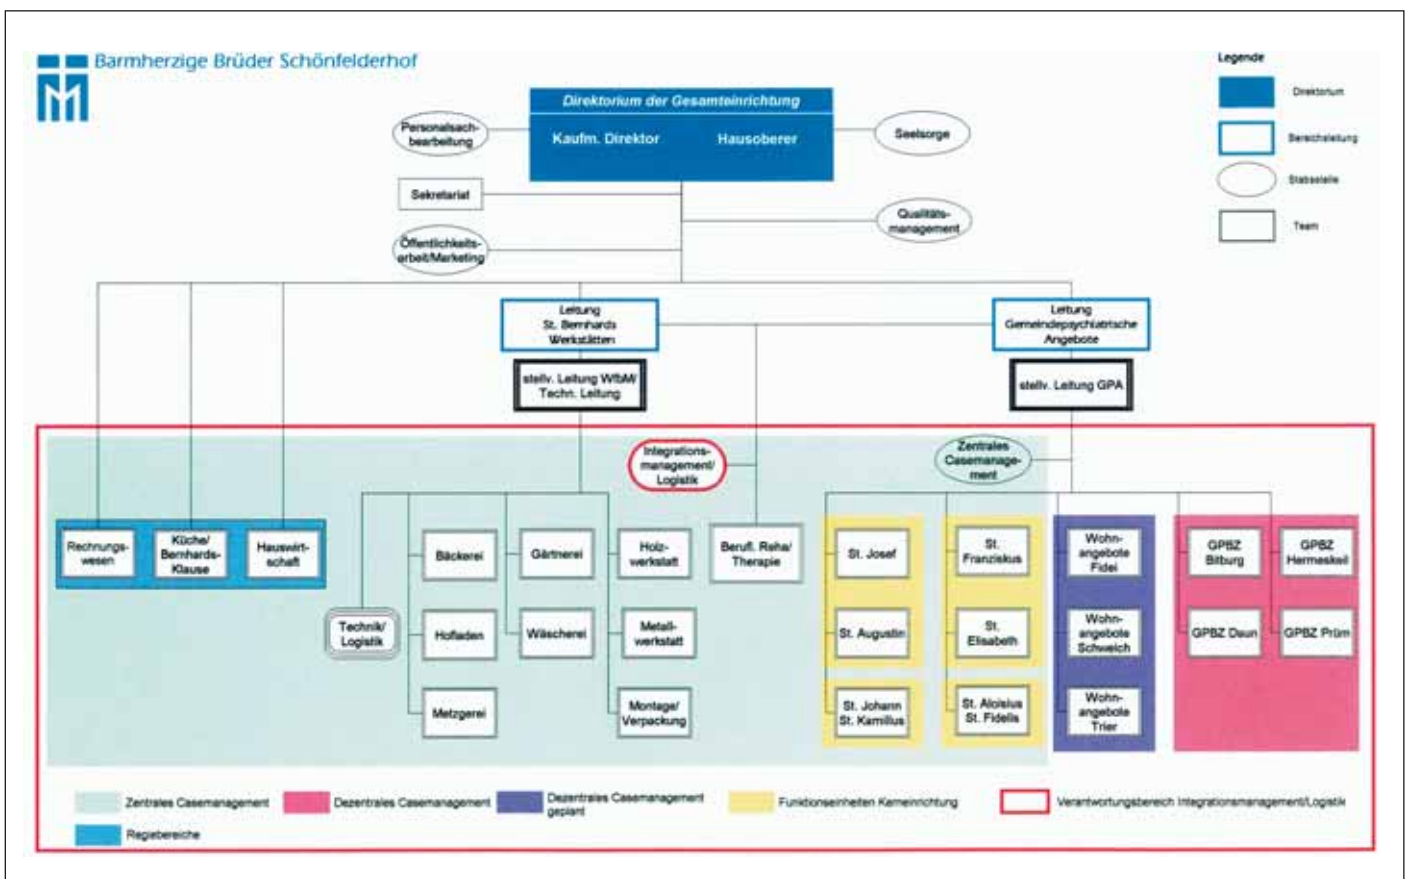 Barmherzige Brüder Schönfelderhof
Legende
Direktorium
Bereichsleitung
Stabsstelle
Team
Direktorium der Gesamteinrichtung
Kaufm. Direktor
Hausoberer
Personalsach-
bearbeitung
Seelsorge
Sekretariat
Qualitäts-
management
Öffentlichkeits-
arbeit/Marketing
Leitung
St. Bernhards
Werkstätten
Leitung
Gemeindepsychiatrische
Angebote
stellv. Leitung WfbM/
Techn. Leitung
stellv. Leitung GPA
Integrations-
management/
Logistik
Zentrales
Casemanage-
ment
Rechnungs-
wesen
Küche/
Bernhards-
Klause
Hauswirt-
schaft
Technik/
Logistik
Bäckerei
Hofladen
Metzgerei
Gärtnerei
Wäscherei
Holz-
werkstatt
Metall-
werkstatt
Montage/
Verpackung
Berufl. Reha/
Therapie
St. Josef
St. Augustin
St. Johann
St. Kamillus
St.
Franziskus
St.
Elisabeth
St. Aloisius
St. Fidelis
Wohn-
angebote
Fidei
Wohn-
angebote
Schweich
Wohn-
angebote
Trier
GPBZ
Bitburg
GPBZ
Hermeskeil
GPBZ Daun
GPBZ Prüm
Zentrales Casemanagement
Dezentrales Casemanagement
Dezentrales Casemanagement
geplant
Funktionseinheiten Kerneinrichtung
Verantwortungsbereich Integrationsmanagement/Logistik
Regiebereiche